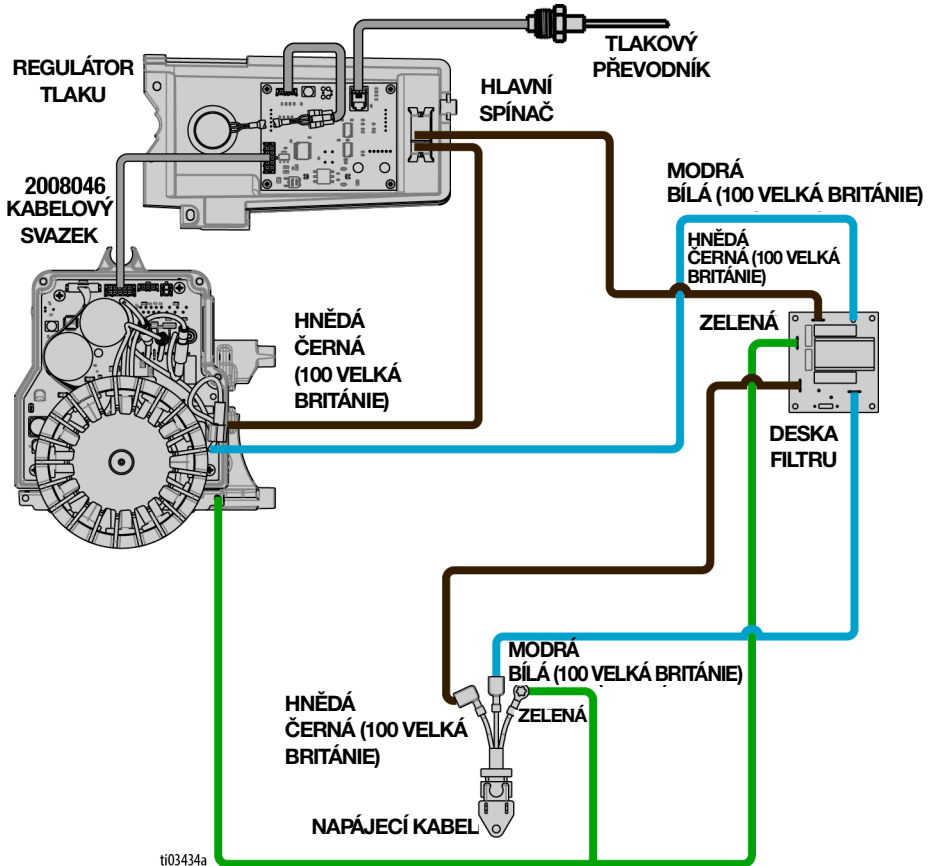 TLAKOVÝ
PŘEVODNÍK
REGULÁTOR
TLAKU
HLAVNÍ
SPÍNAČ
2008046
KABELOVÝ
SVAZEK
MODRÁ
BÍLÁ (100 VELKÁ BRITÁNIE)
HNĚDÁ
ČERNÁ (100 VELKÁ
BRITÁNIE)
ZELENÁ
HNĚDÁ
ČERNÁ
(100 VELKÁ
BRITÁNIE)
DESKA
FILTRU
MODRÁ
BÍLÁ (100 VELKÁ BRITÁNIE)
HNĚDÁ
ČERNÁ (100 VELKÁ
BRITÁNIE)
ZELENÁ
NAPÁJECÍ KABEL
ti03434a